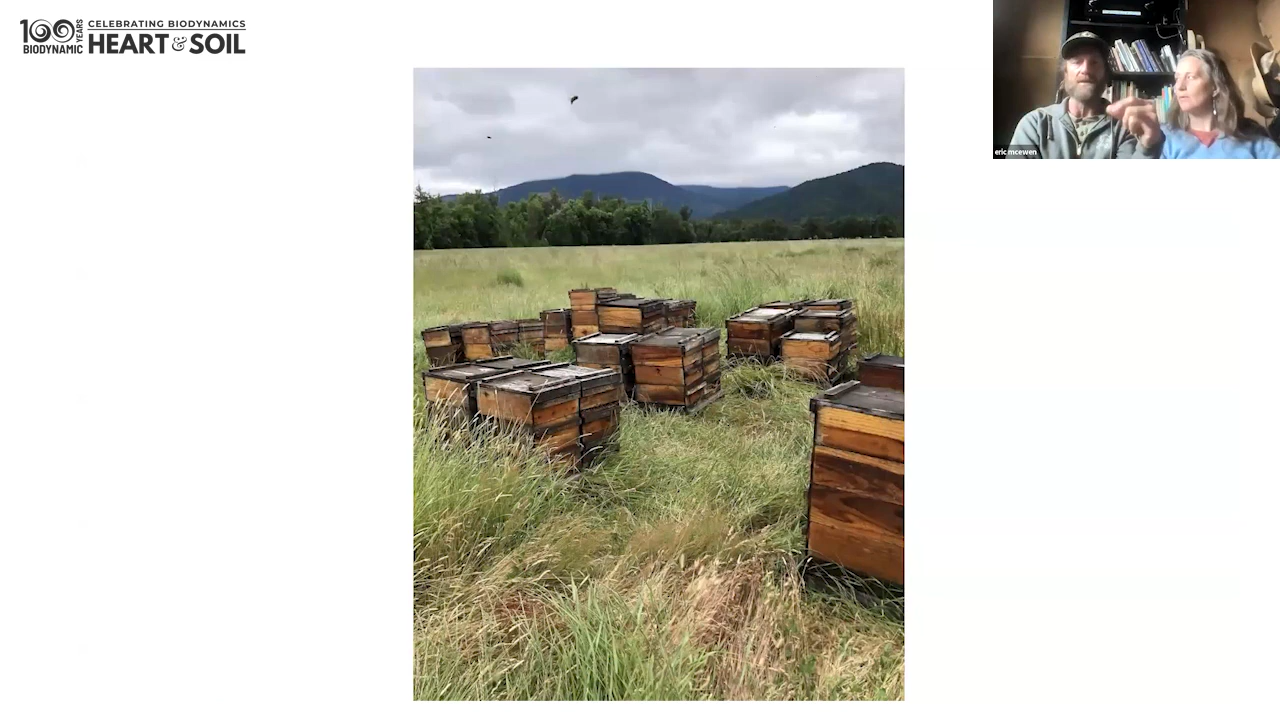 100 YEARS
BIODYNAMIC
CELEBRATING BIODYNAMICS
HEART & SOIL
eric mcewen